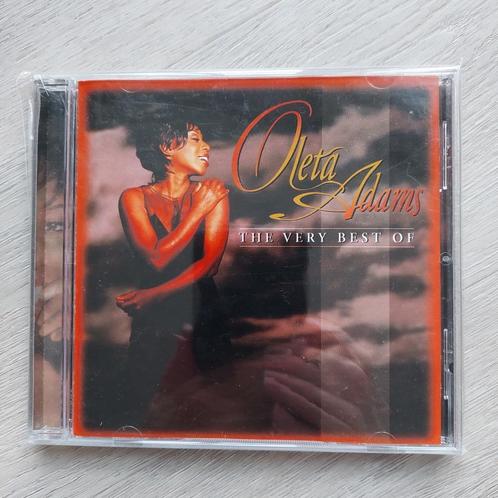 Oleta
Adams
THE VERY BEST OF